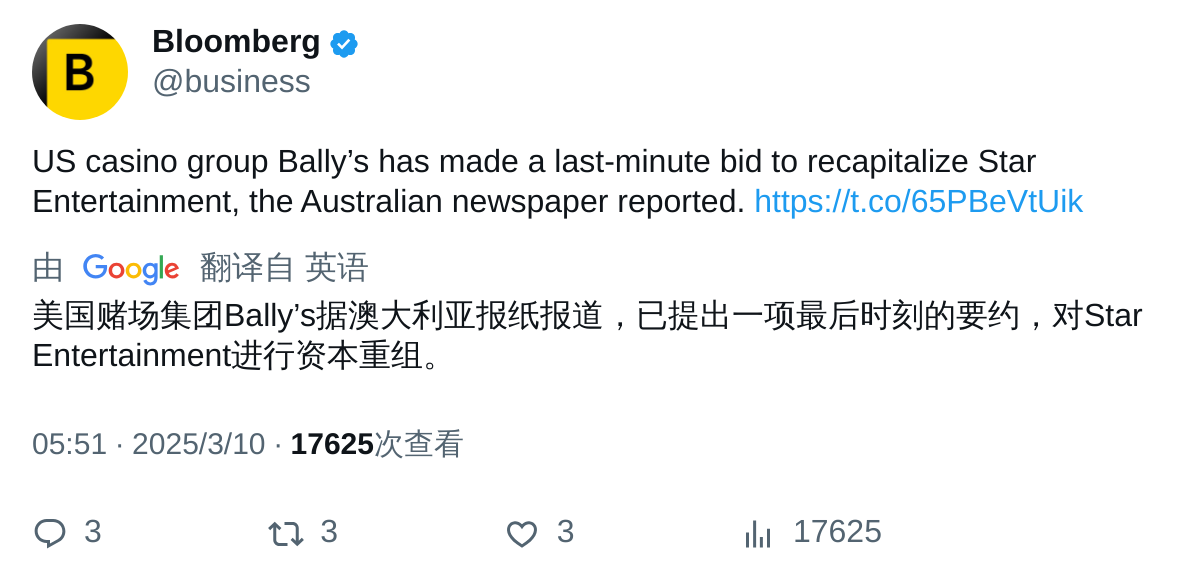 B
Bloomberg
@business
US casino group Bally’s has made a last-minute bid to recapitalize Star
Entertainment, the Australian newspaper reported. https://t.co/65PBeVtUik
由 Google 翻译自 英语
美国赌场集团Bally’s据澳大利亚报纸报道，已提出一项最后时刻的要约，对Star
Entertainment进行资本重组。
05:51 · 2025/3/10 · 17625次查看
3 3 3 17625